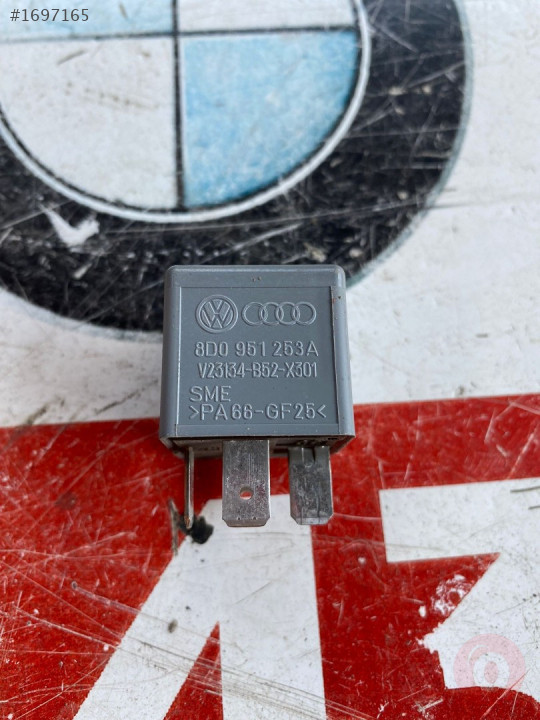 #1697165
8D0 951 253A
V23134-B52-X301
SME
>PA66-GF25<